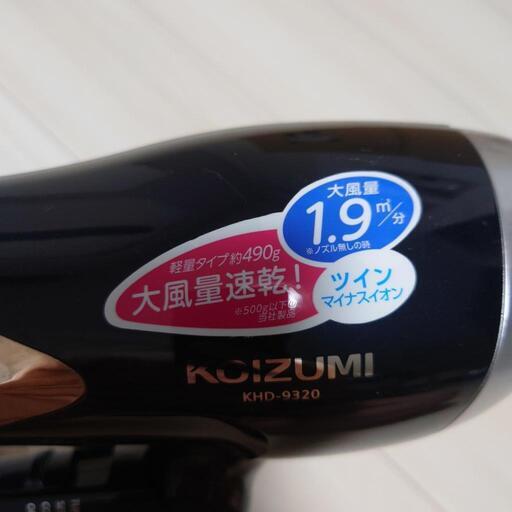 大風量
1.9㎥/分
※ノズル無しの時
軽量タイプ約490g
大風量速乾!
※500g以下の
当社製品
ツイン
マイナスイオン
KOIZUMI
KHD-9320